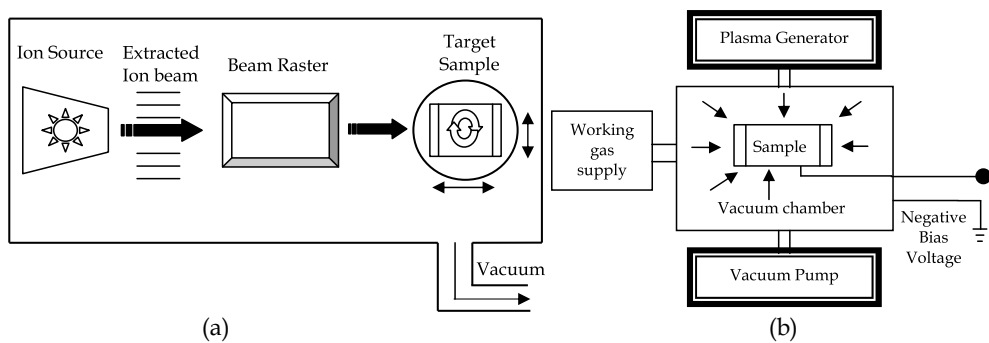 Ion Source
Extracted
Ion beam
Beam Raster
Target
Sample
Vacuum
(a)
Plasma Generator
Working
gas
supply
Sample
Vacuum chamber
Negative
Bias
Voltage
Vacuum Pump
(b)